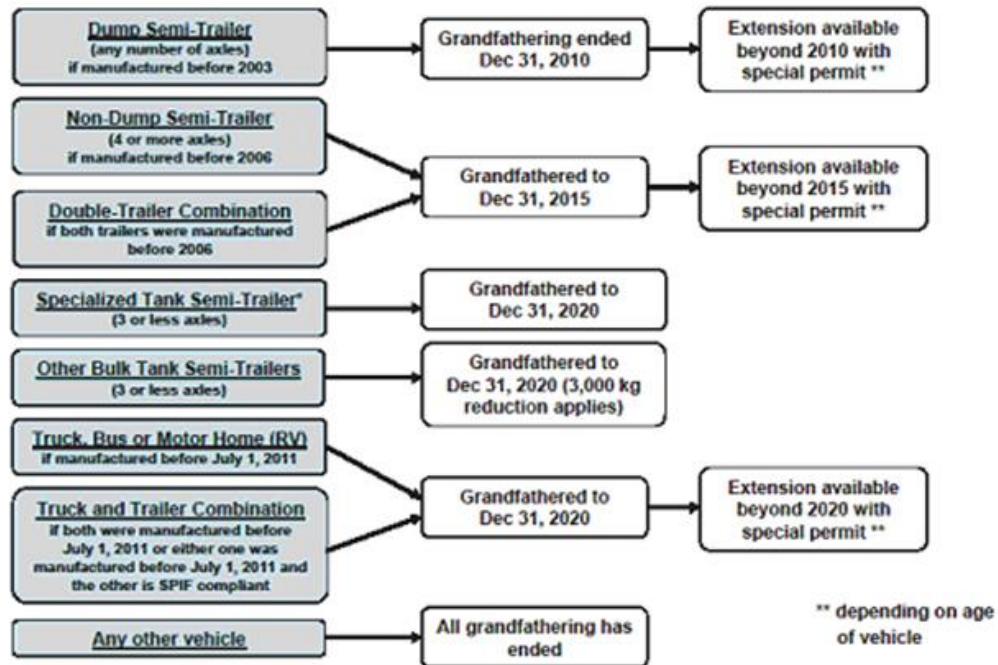 Dump Semi-Trailer
(any number of axles)
if manufactured before 2003
Grandfathering ended
Dec 31, 2010
Extension available
beyond 2010 with
special permit **
Non-Dump Semi-Trailer
(4 or more axles)
if manufactured before 2006
Double-Trailer Combination
if both trailers were manufactured
before 2006
Grandfathered to
Dec 31, 2015
Extension available
beyond 2015 with
special permit **
Specialized Tank Semi-Trailer*
(3 or less axles)
Grandfathered to
Dec 31, 2020
Other Bulk Tank Semi-Trailers
(3 or less axles)
Grandfathered to
Dec 31, 2020 (3,000 kg
reduction applies)
Truck, Bus or Motor Home (RV)
if manufactured before July 1, 2011
Truck and Trailer Combination
if both were manufactured before
July 1, 2011 or either one was
manufactured before July 1, 2011 and
the other is SPIF compliant
Grandfathered to
Dec 31, 2020
Extension available
beyond 2020 with
special permit **
Any other vehicle
All grandfathering has
ended
** depending on age
of vehicle